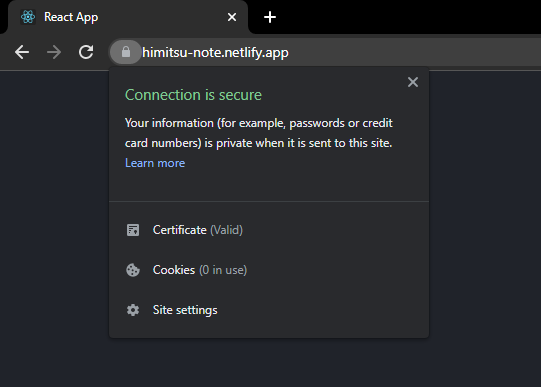 React App
himitsu-note.netlify.app
Connection is secure
Your information (for example, passwords or credit
card numbers) is private when it is sent to this site.
Learn more
Certificate (Valid)
Cookies (0 in use)
Site settings